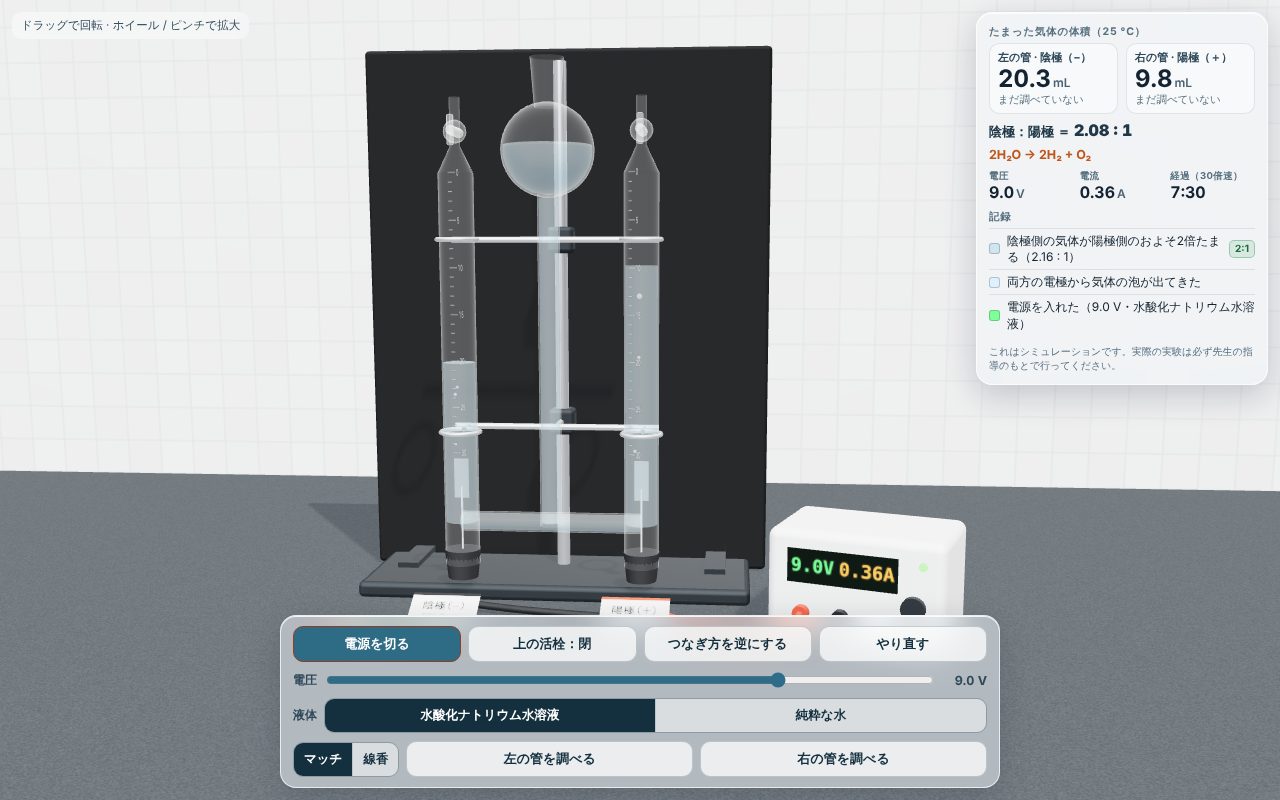 ドラッグで回転 · ホイール / ピンチで拡大
たまった気体の体積（25 °C）
左の管 · 陰極（−）
20.3 mL
まだ調べていない
右の管 · 陽極（＋）
9.8 mL
まだ調べていない
陰極：陽極 ＝ 2.08 : 1
2H₂O → 2H₂ + O₂
電圧
9.0 V
電流
0.36 A
経過（30倍速）
7:30
記録
陰極側の気体が陽極側のおよそ2倍たま
る（2.16 : 1）
2:1
両方の電極から気体の泡が出てきた
電源を入れた（9.0 V・水酸化ナトリウム水溶
液）
これはシミュレーションです。実際の実験は必ず先生の指
導のもとで行ってください。
9.0V 0.36A
陰極(−)
陽極(+)
電源を切る
上の活栓：閉
つなぎ方を逆にする
やり直す
電圧
9.0 V
液体
水酸化ナトリウム水溶液
純粋な水
マッチ
線香
左の管を調べる
右の管を調べる